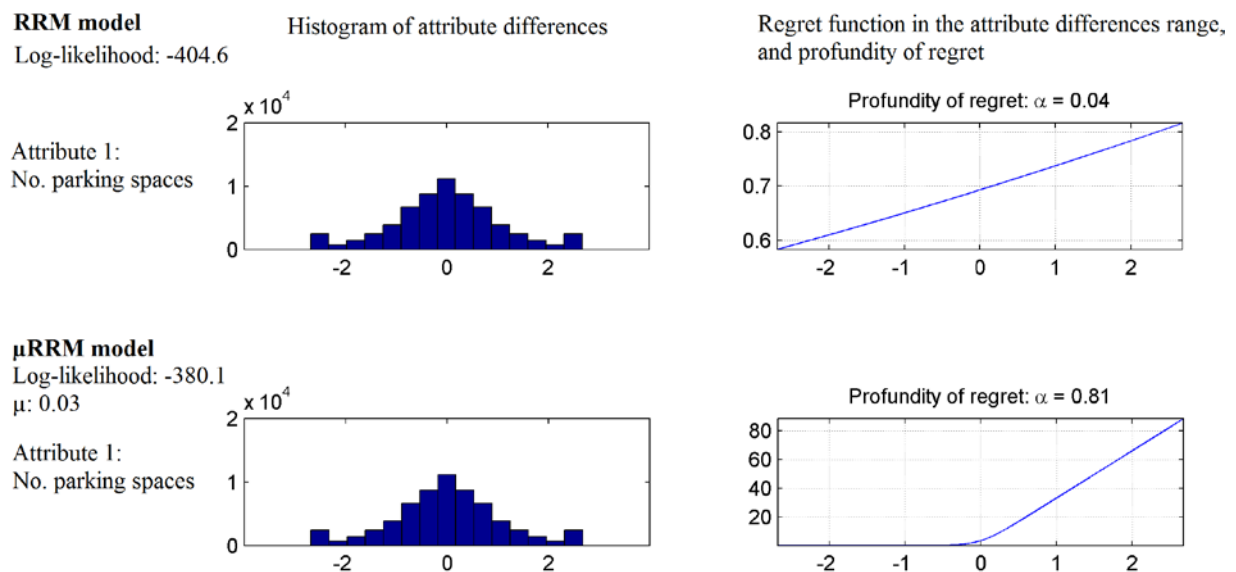 RRM model
Log-likelihood: -404.6
Histogram of attribute differences
Regret function in the attribute differences range,
and profundity of regret
Attribute 1:
No. parking spaces
x 10^4
2
1
0
-2 0 2
Profundity of regret: α = 0.04
0.8
0.7
0.6
-2 -1 0 1 2
µRRM model
Log-likelihood: -380.1
µ: 0.03
Attribute 1:
No. parking spaces
x 10^4
2
1
0
-2 0 2
Profundity of regret: α = 0.81
80
60
40
20
-2 -1 0 1 2